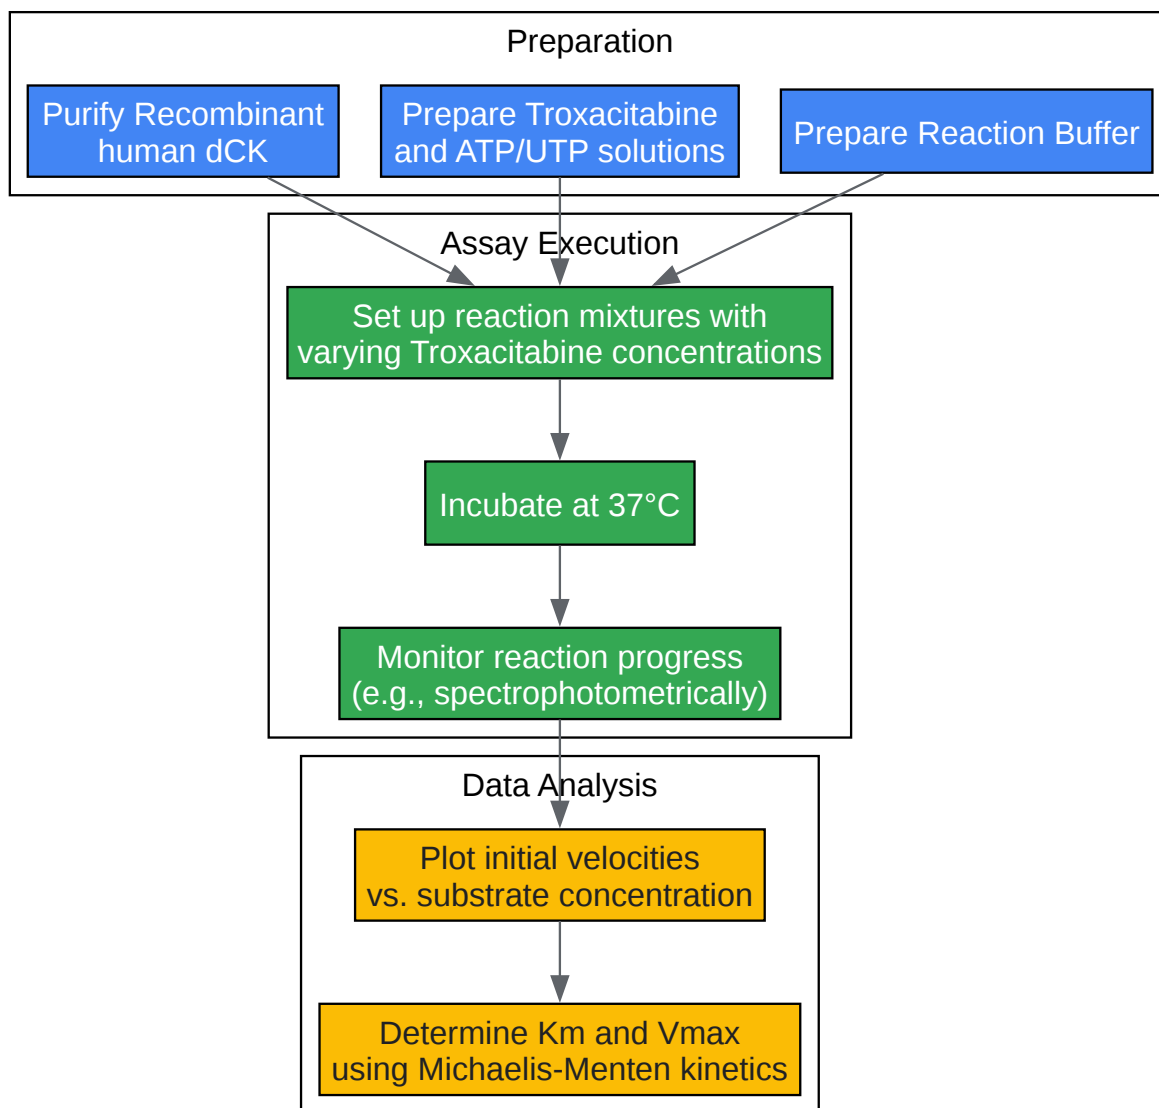 Preparation
Purify Recombinant
human dCK
Prepare Troxacitabine
and ATP/UTP solutions
Prepare Reaction Buffer
Assay Execution
Set up reaction mixtures with
varying Troxacitabine concentrations
Incubate at 37°C
Monitor reaction progress
(e.g., spectrophotometrically)
Data Analysis
Plot initial velocities
vs. substrate concentration
Determine Km and Vmax
using Michaelis-Menten kinetics